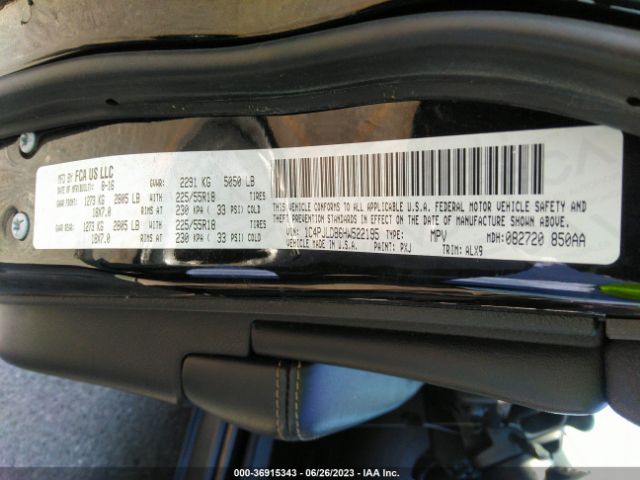 MFD BY FCA US LLC
DATE OF MFR/BUILT: 8-16 GVWR: 2291 KG 5050 LB
GAWR FRONT: 1273 KG 2805 LB WITH 225/55R18 TIRES
18X7.0 RIMS AT 230 KPA ( 33 PSI) COLD
GAWR REAR: 1273 KG 2805 LB WITH 225/55R18 TIRES
18X7.0 RIMS AT 230 KPA ( 33 PSI) COLD
THIS VEHICLE CONFORMS TO ALL APPLICABLE U.S.A. FEDERAL MOTOR VEHICLE SAFETY AND
THEFT PREVENTION STANDARDS IN EFFECT ON THE DATE OF MANUFACTURE SHOWN ABOVE.
VIN: 1C4PJLDB6HW522195 TYPE: MPV MDH: 082720 850AA
PAINT: PXJ TRIM: ALX9
000-36915343 / 06/26/2023 - IAA Inc.